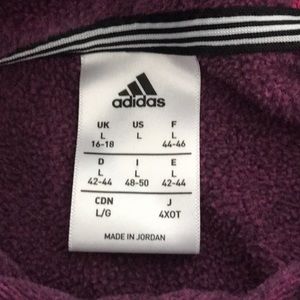 adidas
UK US F
L L L
16-18 44-46
D I E
L L L
42-44 48-50 42-44
CDN J
L/G 4XOT
MADE IN JORDAN